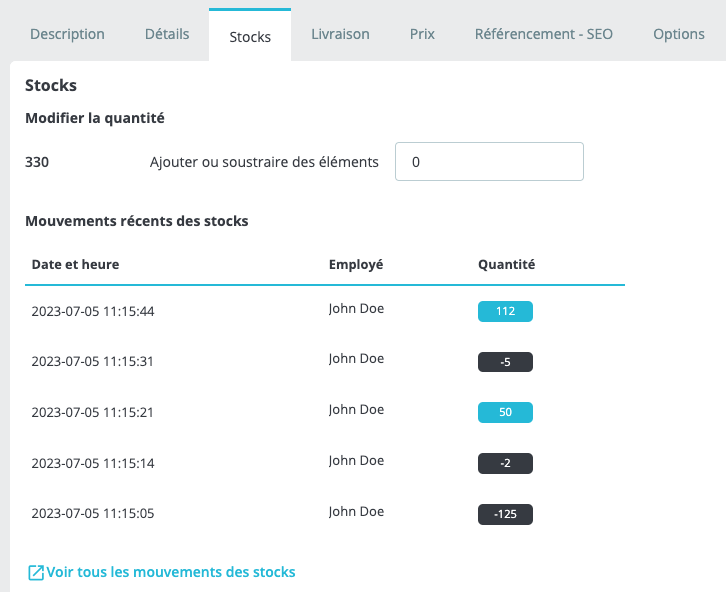 Description Détails Stocks Livraison Prix Référencement - SEO Options
Stocks
Modifier la quantité
330 Ajouter ou soustraire des éléments 0
Mouvements récents des stocks
Date et heure Employé Quantité
2023-07-05 11:15:44 John Doe 112
2023-07-05 11:15:31 John Doe -5
2023-07-05 11:15:21 John Doe 50
2023-07-05 11:15:14 John Doe -2
2023-07-05 11:15:05 John Doe -125
Voir tous les mouvements des stocks